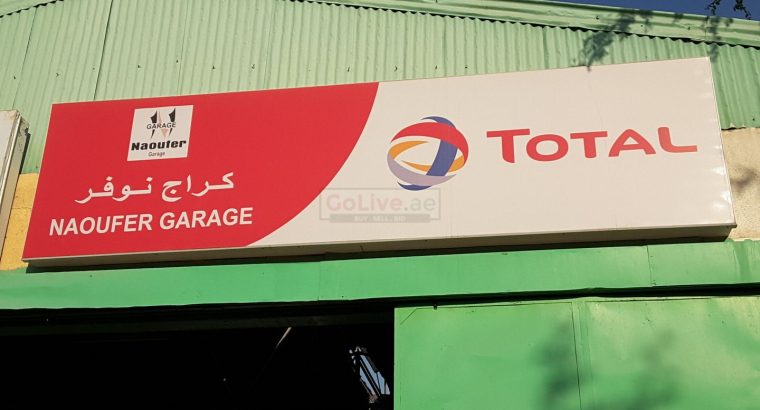 GARAGE
Naoufer
Garage
كراج نوفر
NAOUFER GARAGE
TOTAL
GoLive.ae
BUY . SELL . BID